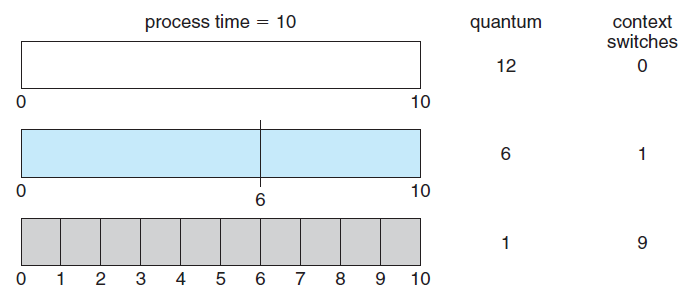 process time = 10 quantum context
switches
12 0
0 10
6 1
0 6 10
1 9
0 1 2 3 4 5 6 7 8 9 10